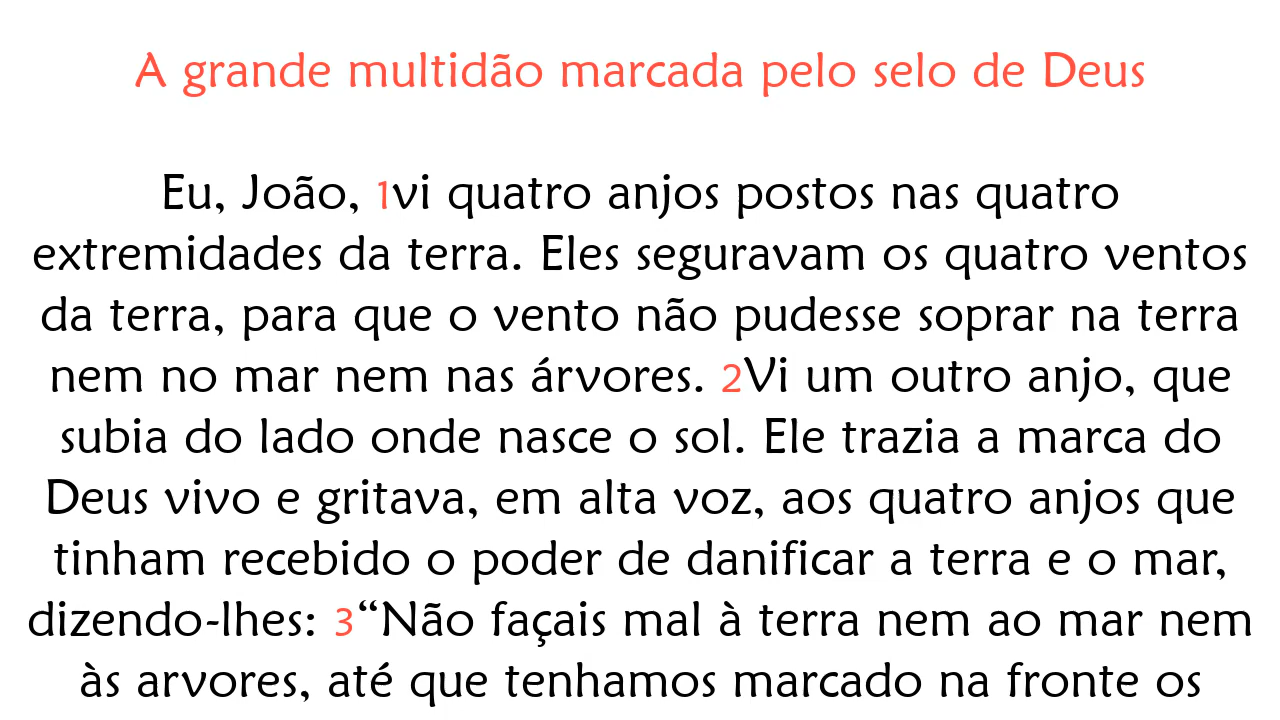 A grande multidão marcada pelo selo de Deus
Eu, João, 1vi quatro anjos postos nas quatro
extremidades da terra. Eles seguravam os quatro ventos
da terra, para que o vento não pudesse soprar na terra
nem no mar nem nas árvores. 2Vi um outro anjo, que
subia do lado onde nasce o sol. Ele trazia a marca do
Deus vivo e gritava, em alta voz, aos quatro anjos que
tinham recebido o poder de danificar a terra e o mar,
dizendo-lhes: 3“Não façais mal à terra nem ao mar nem
às arvores, até que tenhamos marcado na fronte os